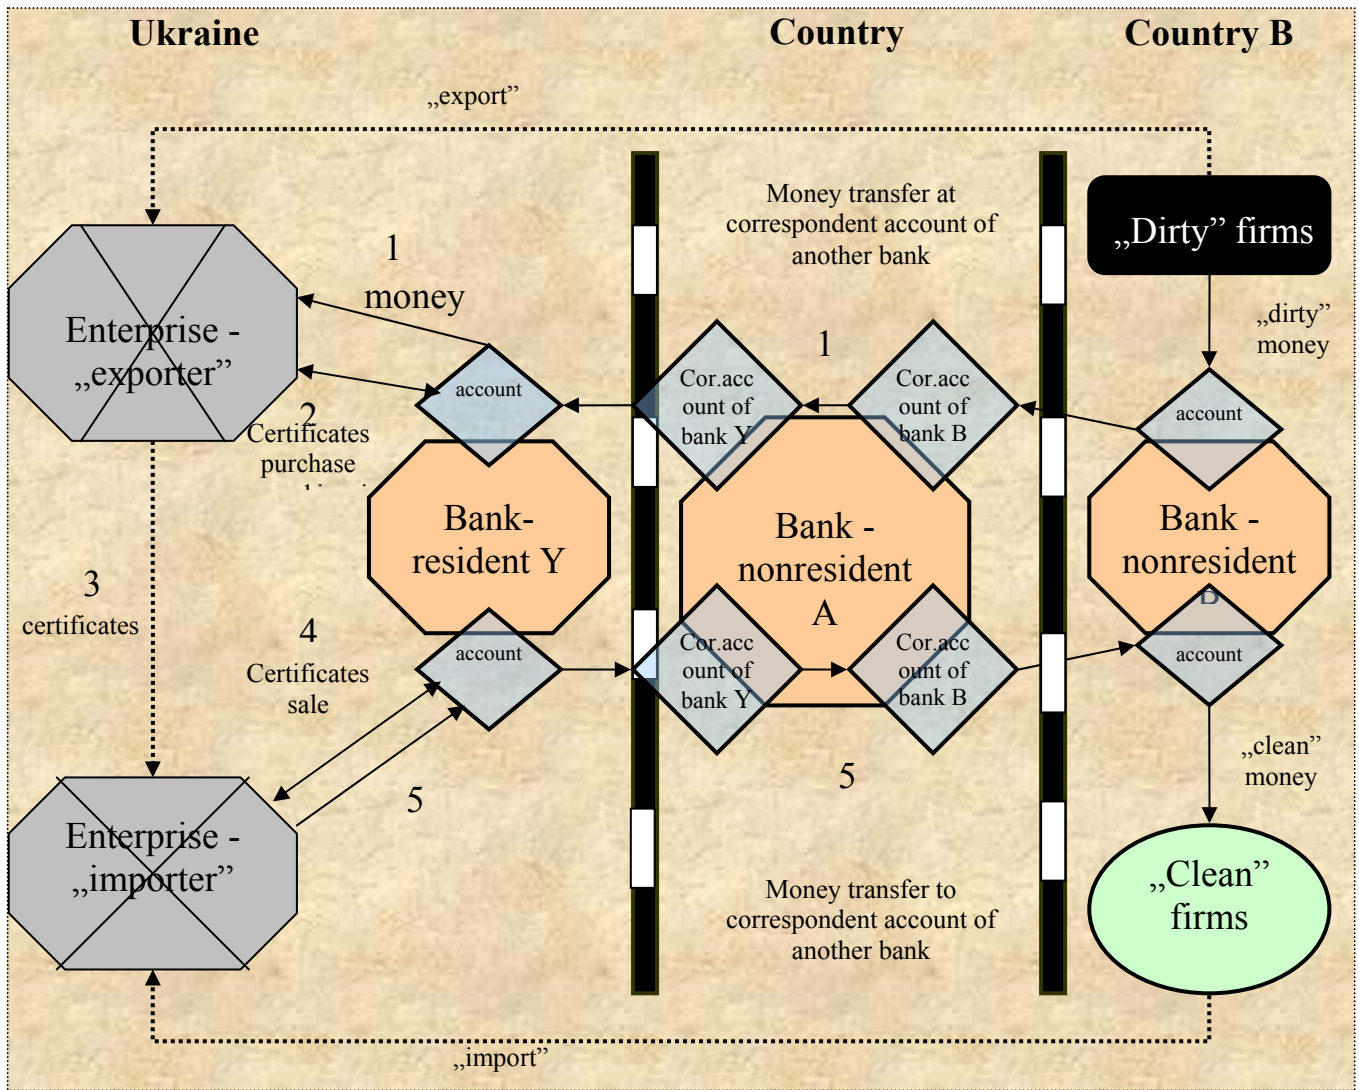 Ukraine
Country
Country B
„export”
Money transfer at
correspondent account of
another bank
„Dirty” firms
1
money
„dirty”
money
Enterprise -
„exporter”
account
Cor.acc
ount of
bank Y
1
Cor.acc
ount of
bank B
account
2
Certificates
purchase
Bank-
resident Y
Bank -
nonresident
A
Bank -
nonresident
3
certificates
4
Certificates
sale
account
Cor.acc
ount of
bank Y
Cor.acc
ount of
bank B
account
5
5
„clean”
money
Enterprise -
„importer”
Money transfer to
correspondent account of
another bank
„Clean”
firms
„import”